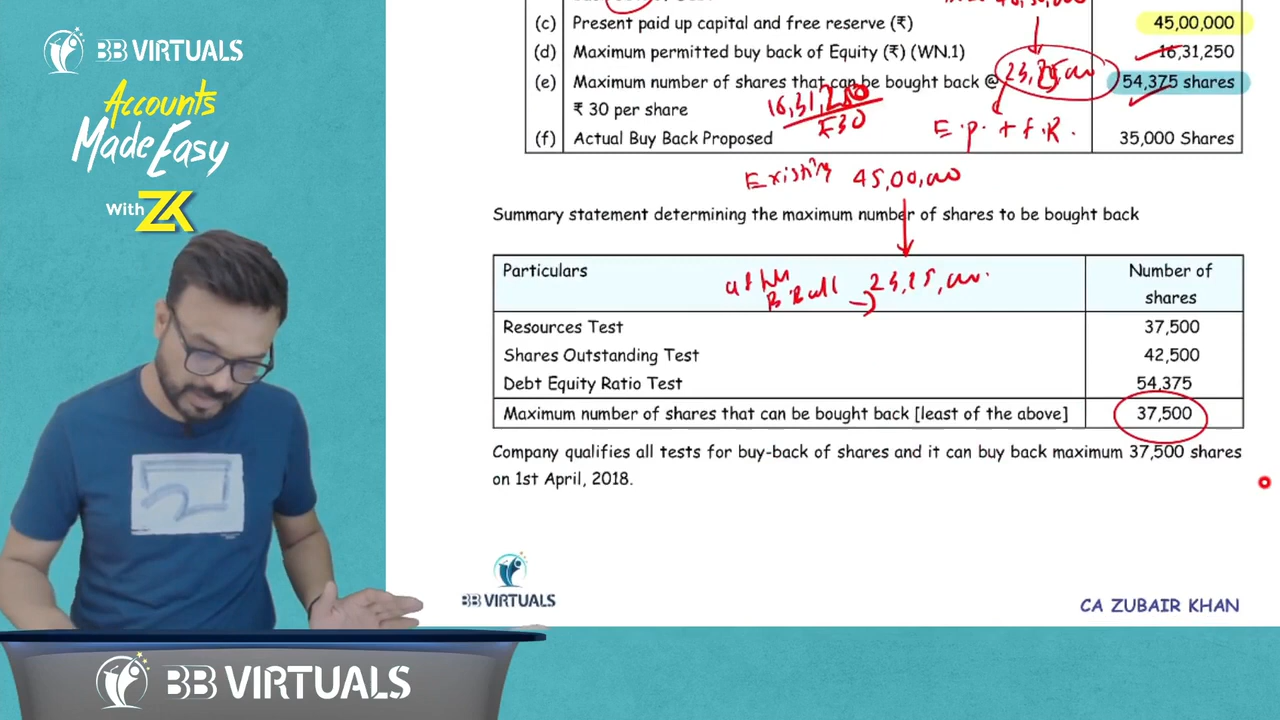 BB VIRTUALS
Accounts
Made Easy
With ZK
(c) Present paid up capital and free reserve (₹) 45,00,000
(d) Maximum permitted buy back of Equity (₹) (WN.1) 16,31,250
(e) Maximum number of shares that can be bought back @ 54,375 shares
₹ 30 per share
16,31,250
₹30
E.p. + f.R.
(f) Actual Buy Back Proposed 35,000 Shares
Existing 45,00,000
Summary statement determining the maximum number of shares to be bought back
Particulars Number of
shares
Resources Test 37,500
Shares Outstanding Test 42,500
Debt Equity Ratio Test 54,375
Maximum number of shares that can be bought back [least of the above] 37,500
Company qualifies all tests for buy-back of shares and it can buy back maximum 37,500 shares
on 1st April, 2018.
BB VIRTUALS
CA ZUBAIR KHAN
BB VIRTUALS